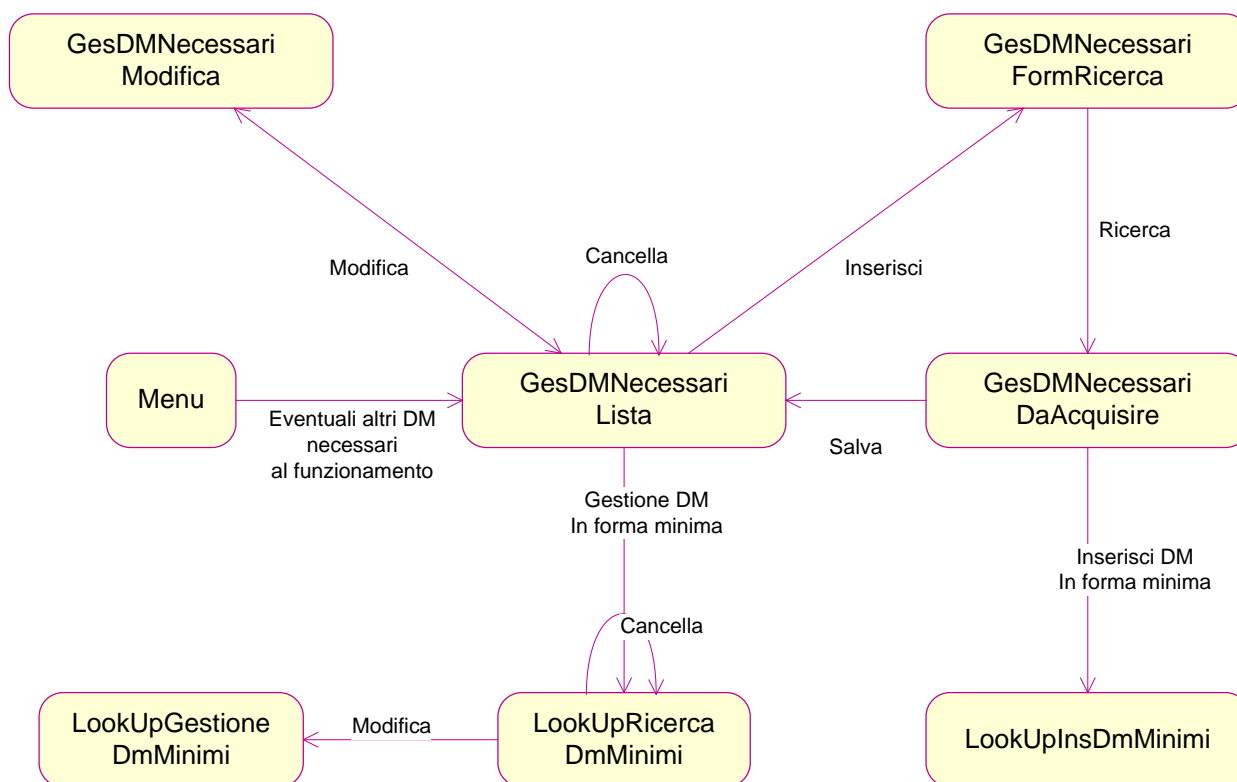 GesDMNecessari
Modifica
GesDMNecessari
FormRicerca
Ricerca
Cancella
Modifica
Inserisci
Menu
Eventuali altri DM
necessari
al funzionamento
GesDMNecessari
Lista
Salva
GesDMNecessari
DaAcquisire
Gestione DM
In forma minima
Inserisci DM
In forma minima
Cancella
LookUpGestione
DmMinimi
Modifica
LookUpRicerca
DmMinimi
LookUpInsDmMinimi